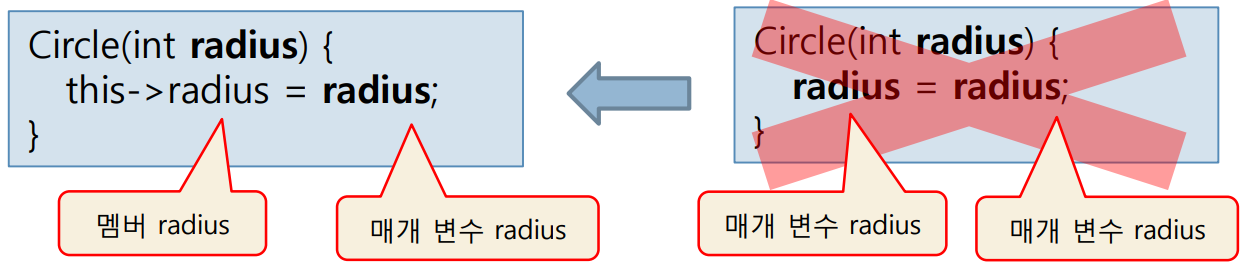 Circle(int radius) {
this->radius = radius;
}
멤버 radius
매개 변수 radius
Circle(int radius) {
radius = radius;
}
매개 변수 radius
매개 변수 radius